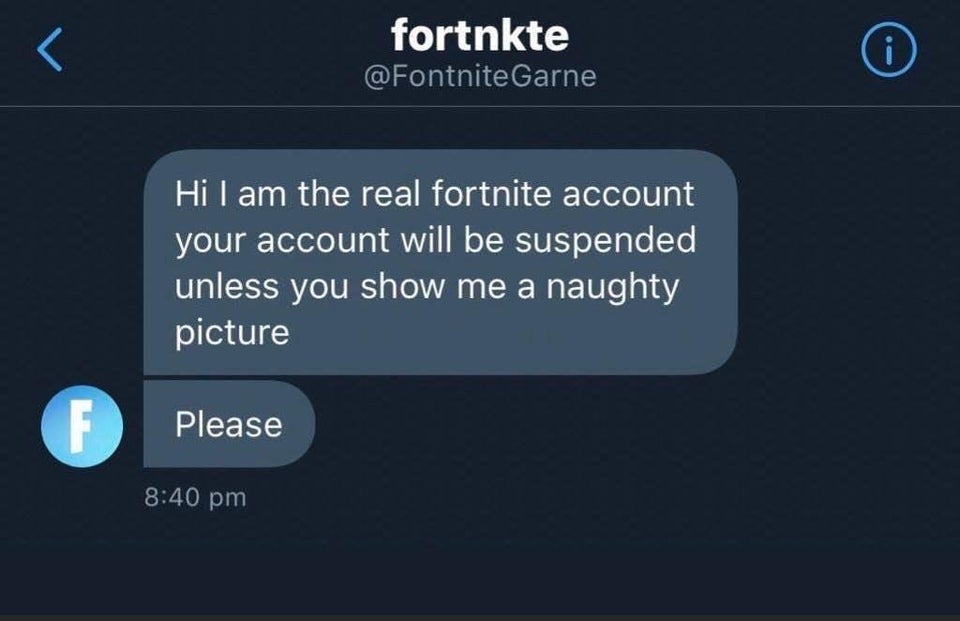 fortnkte
@FontniteGarne
Hi I am the real fortnite account
your account will be suspended
unless you show me a naughty
picture
F
Please
8:40 pm